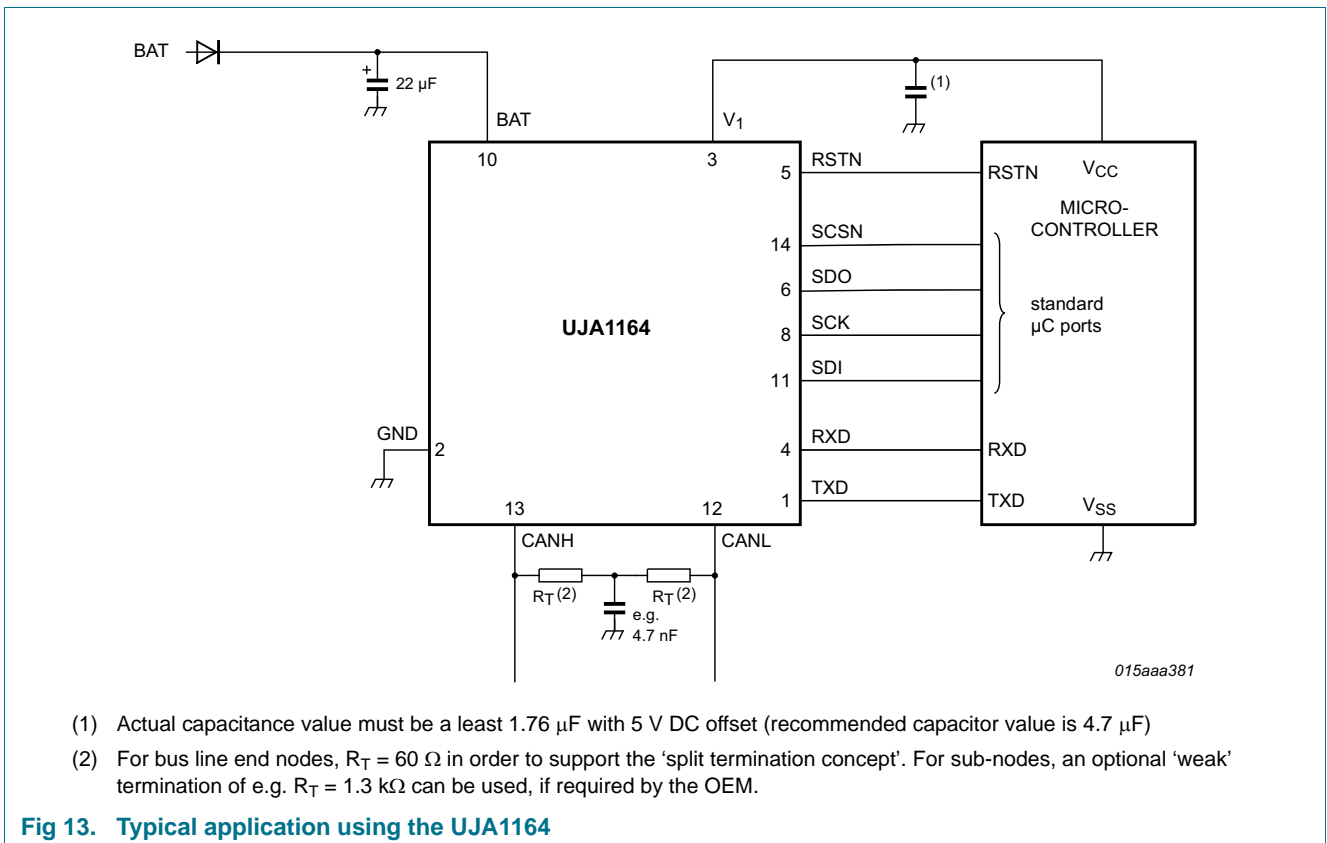 BAT
+
22 µF
(1)
BAT
V1
10
3
5
RSTN
RSTN
VCC
MICRO-
CONTROLLER
14
SCSN
6
SDO
standard
µC ports
UJA1164
8
SCK
11
SDI
GND
2
4
RXD
RXD
1
TXD
TXD
13
12
VSS
CANH
CANL
RT(2)
RT(2)
e.g.
4.7 nF
015aaa381
(1) Actual capacitance value must be a least 1.76 μF with 5 V DC offset (recommended capacitor value is 4.7 μF)
(2) For bus line end nodes, RT = 60 Ω in order to support the ‘split termination concept’. For sub-nodes, an optional ‘weak’
termination of e.g. RT = 1.3 kΩ can be used, if required by the OEM.
Fig 13. Typical application using the UJA1164